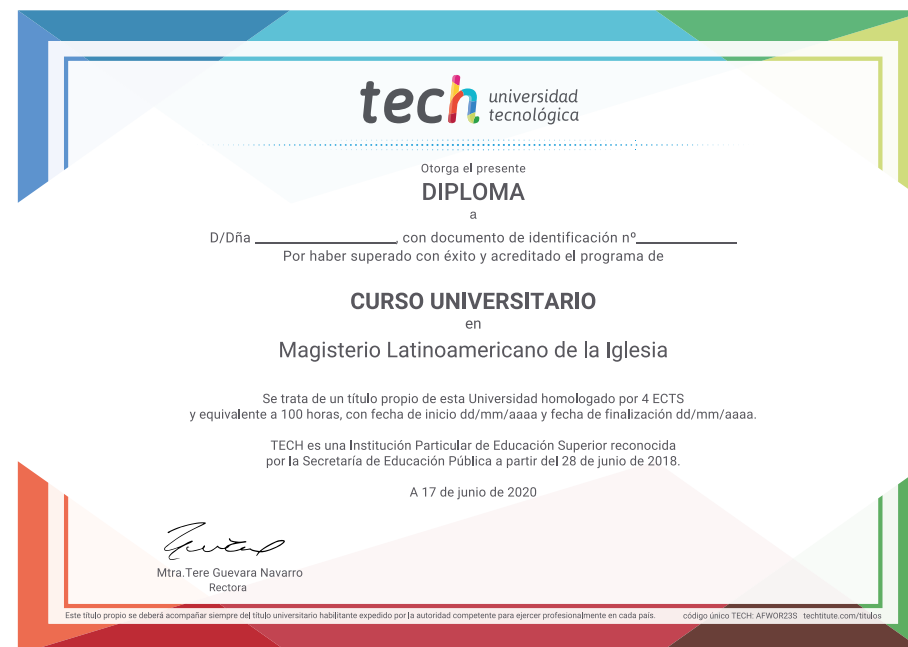 tech universidad
tecnológica
Otorga el presente
DIPLOMA
a
D/Dña ____________________, con documento de identificación nº______________
Por haber superado con éxito y acreditado el programa de
CURSO UNIVERSITARIO
en
Magisterio Latinoamericano de la Iglesia
Se trata de un título propio de esta Universidad homologado por 4 ECTS
y equivalente a 100 horas, con fecha de inicio dd/mm/aaaa y fecha de finalización dd/mm/aaaa.
TECH es una Institución Particular de Educación Superior reconocida
por la Secretaría de Educación Pública a partir del 28 de junio de 2018.
A 17 de junio de 2020
Mtra.Tere Guevara Navarro
Rectora
Este título propio se deberá acompañar siempre del título universitario habilitante expedido por la autoridad competente para ejercer profesionalmente en cada país. código único TECH: AFWOR23S techtitute.com/titulos